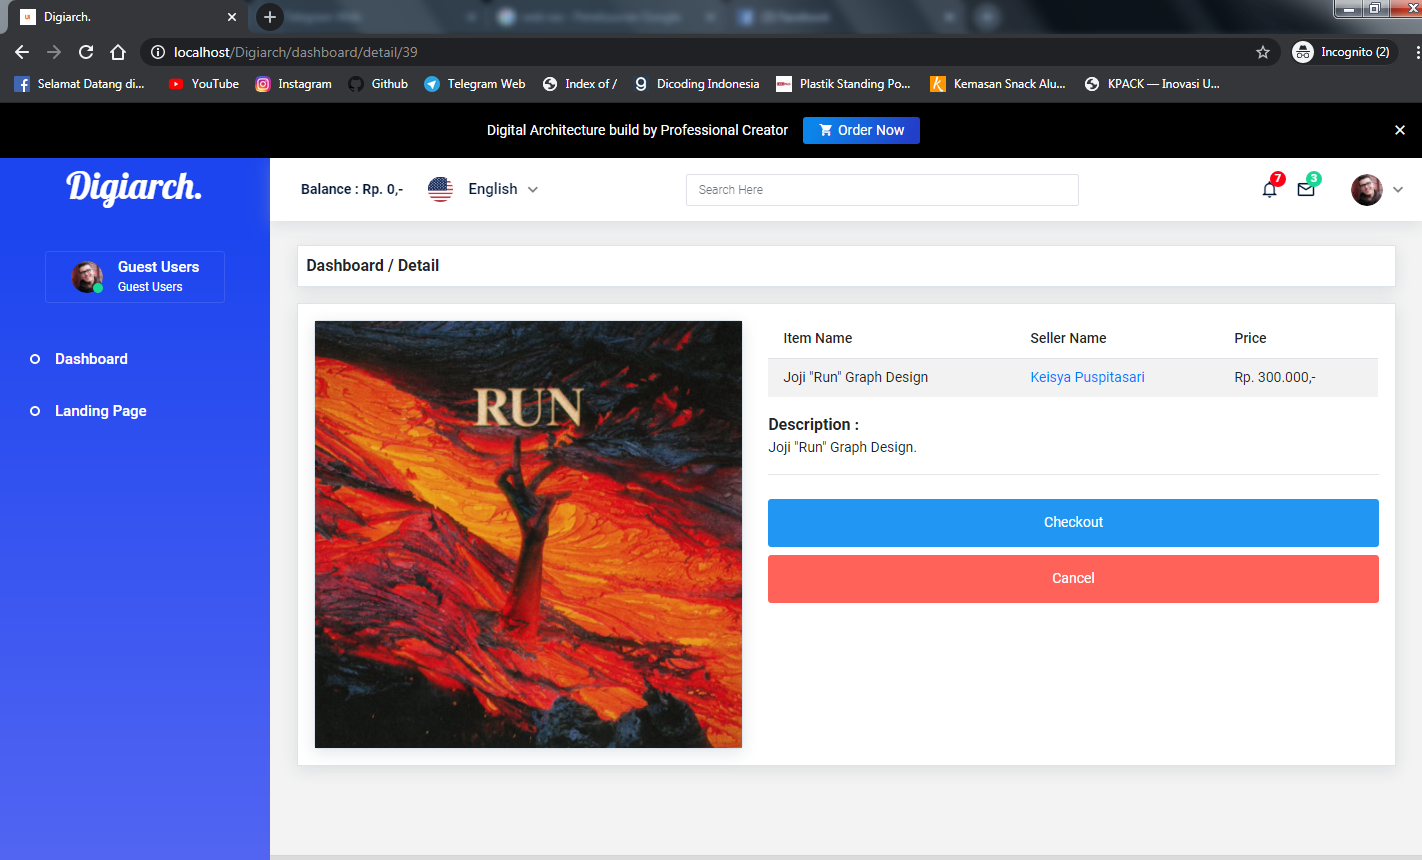 Digiarch.
localhost/Digiarch/dashboard/detail/39
Incognito (2)
Selamat Datang di...
YouTube
Instagram
Github
Telegram Web
Index of /
Dicoding Indonesia
Plastik Standing Po...
Kemasan Snack Alu...
KPACK — Inovasi U...
Digital Architecture build by Professional Creator
Order Now
Digiarch.
Balance : Rp. 0,-
English
Search Here
7
3
Guest Users
Guest Users
Dashboard
Landing Page
Dashboard / Detail
RUN
Item Name Seller Name Price
Joji "Run" Graph Design Keisya Puspitasari Rp. 300.000,-
Description :
Joji "Run" Graph Design.
Checkout
Cancel